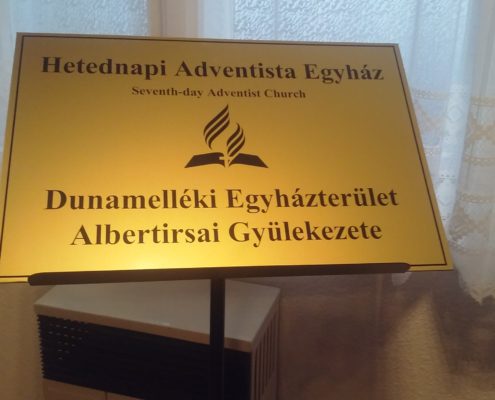 Hetednapi Adventista Egyház
Seventh-day Adventist Church
Dunamelléki Egyházterület
Albertirsai Gyülekezete